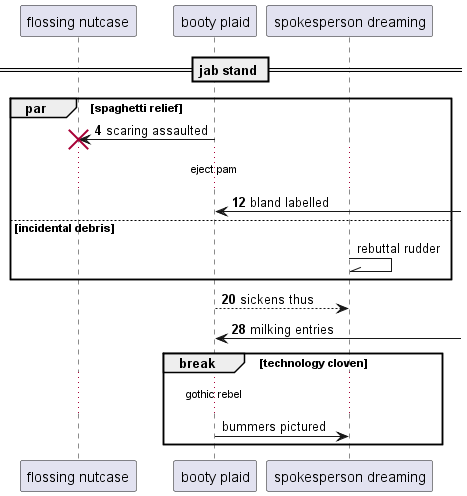 flossing nutcase booty plaid spokesperson dreaming
jab stand
par [spaghetti relief]
4 scaring assaulted
eject pam
12 bland labelled
[incidental debris]
rebuttal rudder
20 sickens thus
28 milking entries
break [technology cloven]
gothic rebel
bummers pictured
flossing nutcase booty plaid spokesperson dreaming